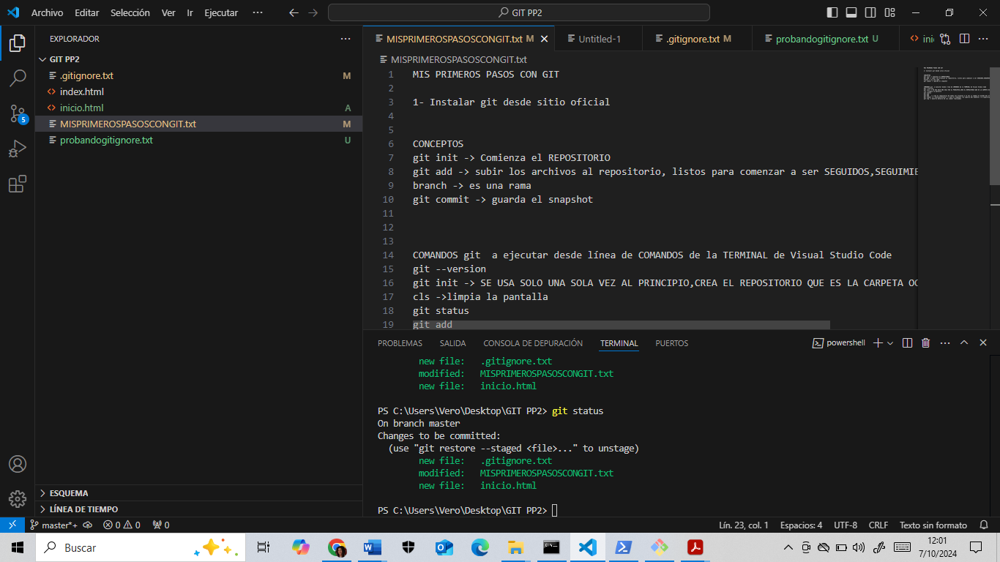 Archivo Editar Selección Ver Ir Ejecutar ··· GIT PP2
EXPLORADOR ···
GIT PP2
.gitignore.txt M
index.html
inicio.html A
MISPRIMEROSPASOSCONGIT.txt M
probandogitignore.txt U
5
ESQUEMA
LÍNEA DE TIEMPO
MISPRIMEROSPASOSCONGIT.txt M Untitled-1 .gitignore.txt M probandogitignore.txt U ini ···
MISPRIMEROSPASOSCONGIT.txt
1 MIS PRIMEROS PASOS CON GIT
2
3 1- Instalar git desde sitio oficial
4
5
6 CONCEPTOS
7 git init -> Comienza el REPOSITORIO
8 git add -> subir los archivos al repositorio, listos para comenzar a ser SEGUIDOS,SEGUIMIE
9 branch -> es una rama
10 git commit -> guarda el snapshot
11
12
13
14 COMANDOS git  a ejecutar desde línea de COMANDOS de la TERMINAL de Visual Studio Code
15 git --version
16 git init -> SE USA SOLO UNA SOLA VEZ AL PRINCIPIO,CREA EL REPOSITORIO QUE ES LA CARPETA OC
17 cls ->limpia la pantalla
18 git status
19 git add
PROBLEMAS SALIDA CONSOLA DE DEPURACIÓN TERMINAL PUERTOS powershell ···
new file: .gitignore.txt
modified: MISPRIMEROSPASOSCONGIT.txt
new file: inicio.html
PS C:\Users\Vero\Desktop\GIT PP2> git status
On branch master
Changes to be committed:
(use "git restore --staged <file>..." to unstage)
new file: .gitignore.txt
modified: MISPRIMEROSPASOSCONGIT.txt
new file: inicio.html
PS C:\Users\Vero\Desktop\GIT PP2>
master*+ 0 0 0 Lín. 23, col. 1 Espacios: 4 UTF-8 CRLF Texto sin formato
Buscar 12:01
7/10/2024